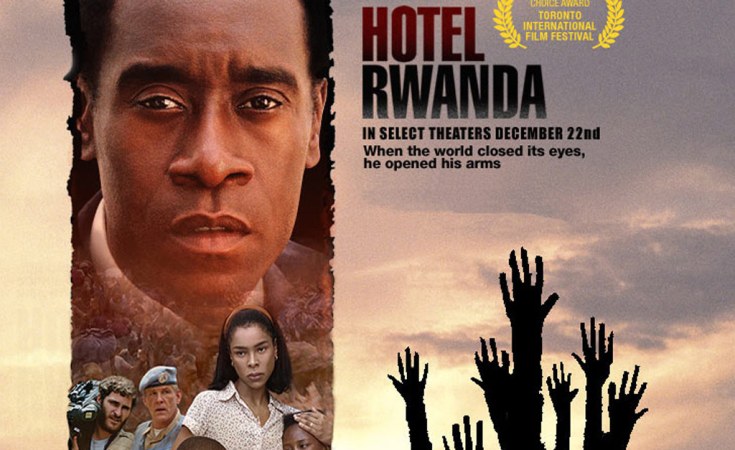 CHOICE AWARD
TORONTO
INTERNATIONAL
FILM FESTIVAL
HOTEL
RWANDA
IN SELECT THEATERS DECEMBER 22nd
When the world closed its eyes,
he opened his arms